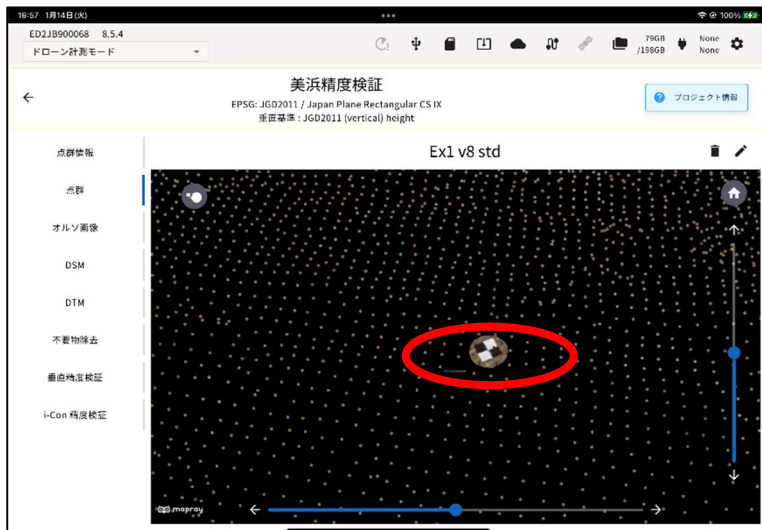 16:57 1月14日(火)
100%
ED2JB900068 8.5.4
ドローン計測モード
79GB
/198GB
None
None
美浜精度検証
EPSG: JGD2011 / Japan Plane Rectangular CS IX
垂直基準 : JGD2011 (vertical) height
プロジェクト情報
点群情報
点群
オルソ画像
DSM
DTM
不要物除去
垂直精度検証
i-Con 精度検証
Ex1 v8 std
mapray